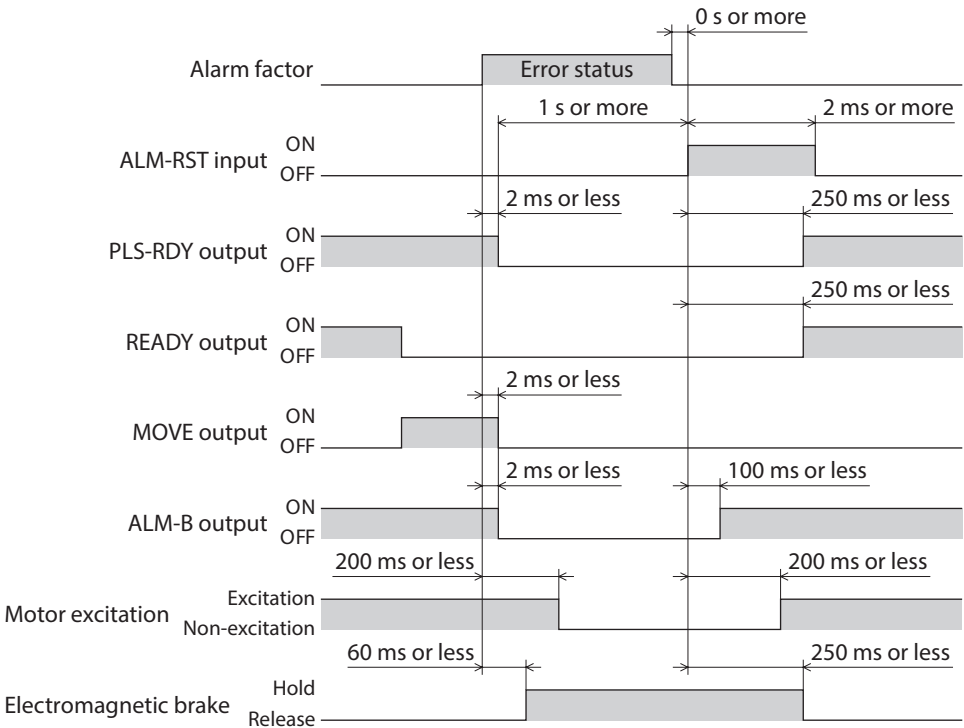 0 s or more
Alarm factor
Error status
1 s or more
2 ms or more
ALM-RST input
ON
OFF
2 ms or less
250 ms or less
PLS-RDY output
ON
OFF
250 ms or less
READY output
ON
OFF
2 ms or less
MOVE output
ON
OFF
2 ms or less
100 ms or less
ALM-B output
ON
OFF
200 ms or less
200 ms or less
Motor excitation
Excitation
Non-excitation
60 ms or less
250 ms or less
Electromagnetic brake
Hold
Release